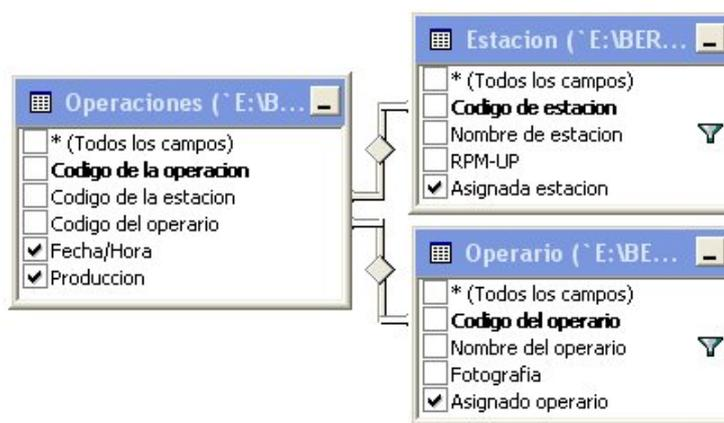 Operaciones (`E:\B...
* (Todos los campos)
Codigo de la operacion
Codigo de la estacion
Codigo del operario
Fecha/Hora
Produccion
Estacion (`E:\BER...
* (Todos los campos)
Codigo de estacion
Nombre de estacion
RPM-UP
Asignada estacion
Operario (`E:\BE...
* (Todos los campos)
Codigo del operario
Nombre del operario
Fotografia
Asignado operario